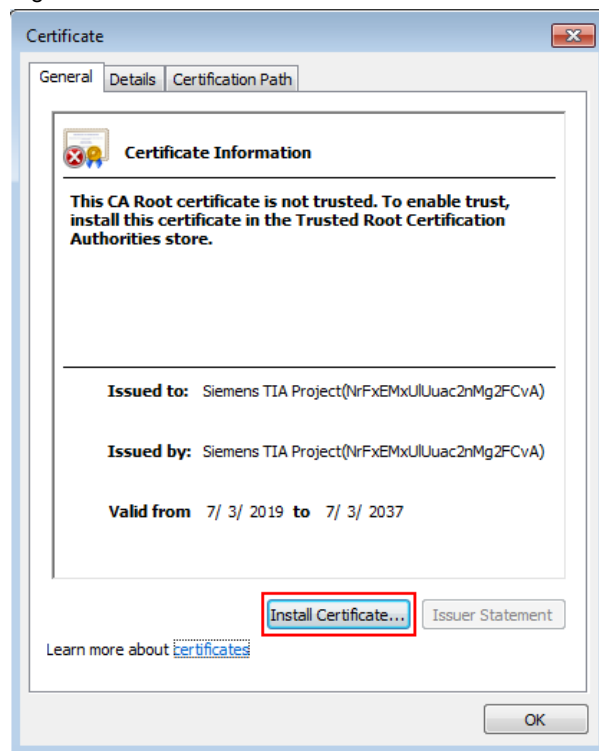 Certificate
General Details Certification Path
Certificate Information
This CA Root certificate is not trusted. To enable trust,
install this certificate in the Trusted Root Certification
Authorities store.
Issued to: Siemens TIA Project(NrFxEMxUlUuac2nMg2FCvA)
Issued by: Siemens TIA Project(NrFxEMxUlUuac2nMg2FCvA)
Valid from 7/ 3/ 2019 to 7/ 3/ 2037
Install Certificate... Issuer Statement
Learn more about certificates
OK